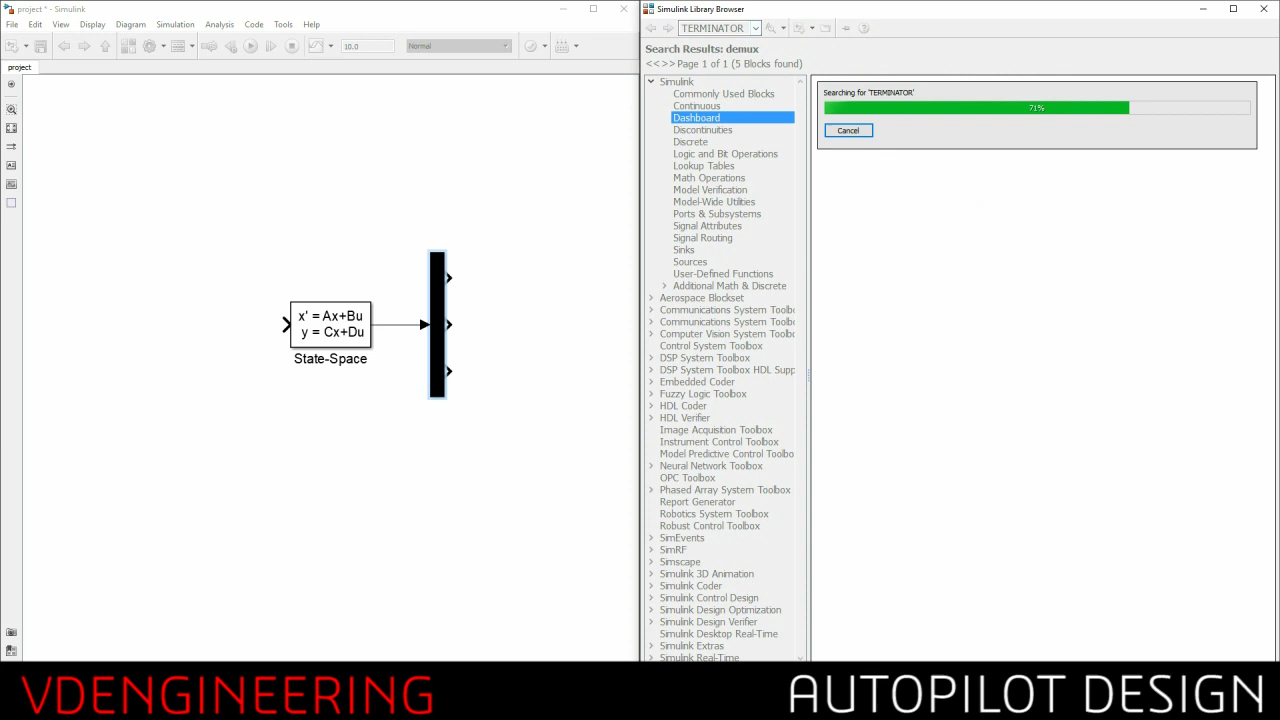 project * - Simulink
File Edit View Display Diagram Simulation Analysis Code Tools Help
10.0 Normal
project
x' = Ax+Bu
y = Cx+Du
State-Space
Simulink Library Browser
TERMINATOR
Search Results: demux
<< >> Page 1 of 1 (5 Blocks found)
Simulink
Commonly Used Blocks
Continuous
Dashboard
Discontinuities
Discrete
Logic and Bit Operations
Lookup Tables
Math Operations
Model Verification
Model-Wide Utilities
Ports & Subsystems
Signal Attributes
Signal Routing
Sinks
Sources
User-Defined Functions
Additional Math & Discrete
Aerospace Blockset
Communications System Toolbo
Communications System Toolbo
Computer Vision System Toolbo
Control System Toolbox
DSP System Toolbox
DSP System Toolbox HDL Supp
Embedded Coder
Fuzzy Logic Toolbox
HDL Coder
HDL Verifier
Image Acquisition Toolbox
Instrument Control Toolbox
Model Predictive Control Toolbo
Neural Network Toolbox
OPC Toolbox
Phased Array System Toolbox
Report Generator
Robotics System Toolbox
Robust Control Toolbox
SimEvents
SimRF
Simscape
Simulink 3D Animation
Simulink Coder
Simulink Control Design
Simulink Design Optimization
Simulink Design Verifier
Simulink Desktop Real-Time
Simulink Extras
Simulink Real-Time
Searching for 'TERMINATOR'
71%
Cancel
VDENGINEERING
AUTOPILOT DESIGN